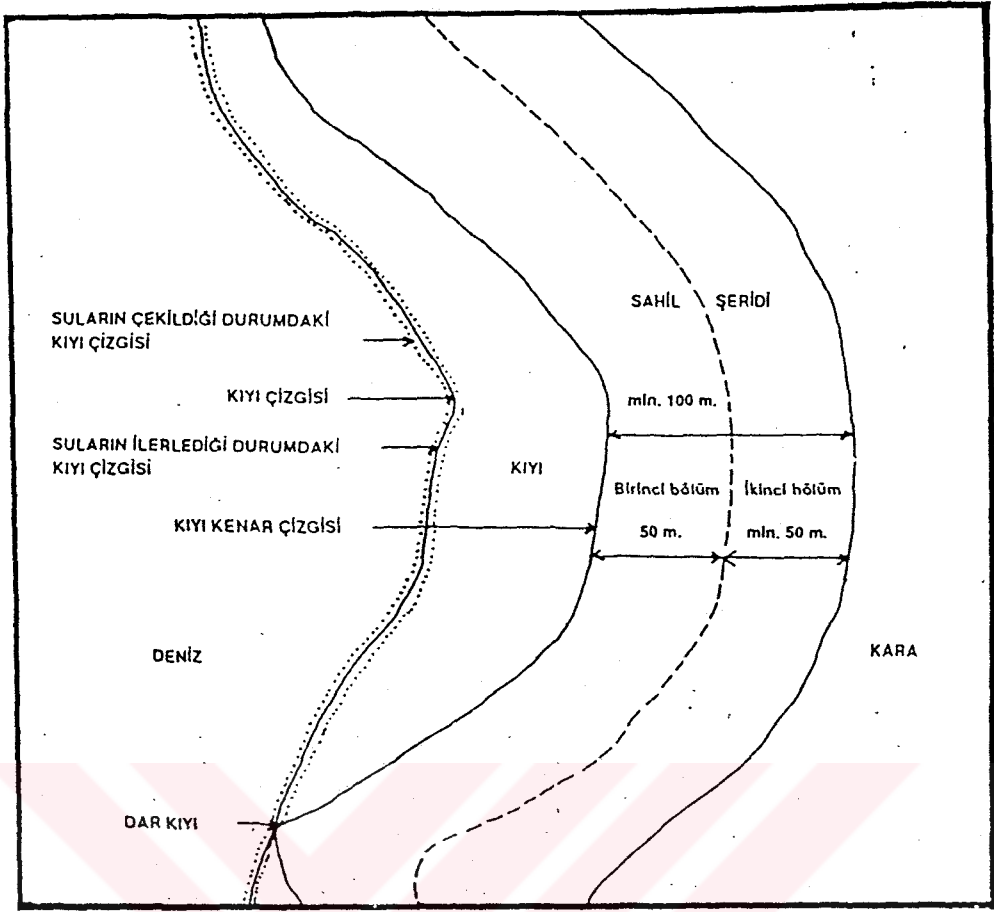 SAHİL ŞERİDİ
SULARIN ÇEKİLDİĞİ DURUMDAKİ
KIYI ÇİZGİSİ
KIYI ÇİZGİSİ
min. 100 m.
SULARIN İLERLEDİĞİ DURUMDAKİ
KIYI ÇİZGİSİ
KIYI
Birinci bölüm
İkinci bölüm
KIYI KENAR ÇİZGİSİ
50 m.
min. 50 m.
DENİZ
KARA
DAR KIYI